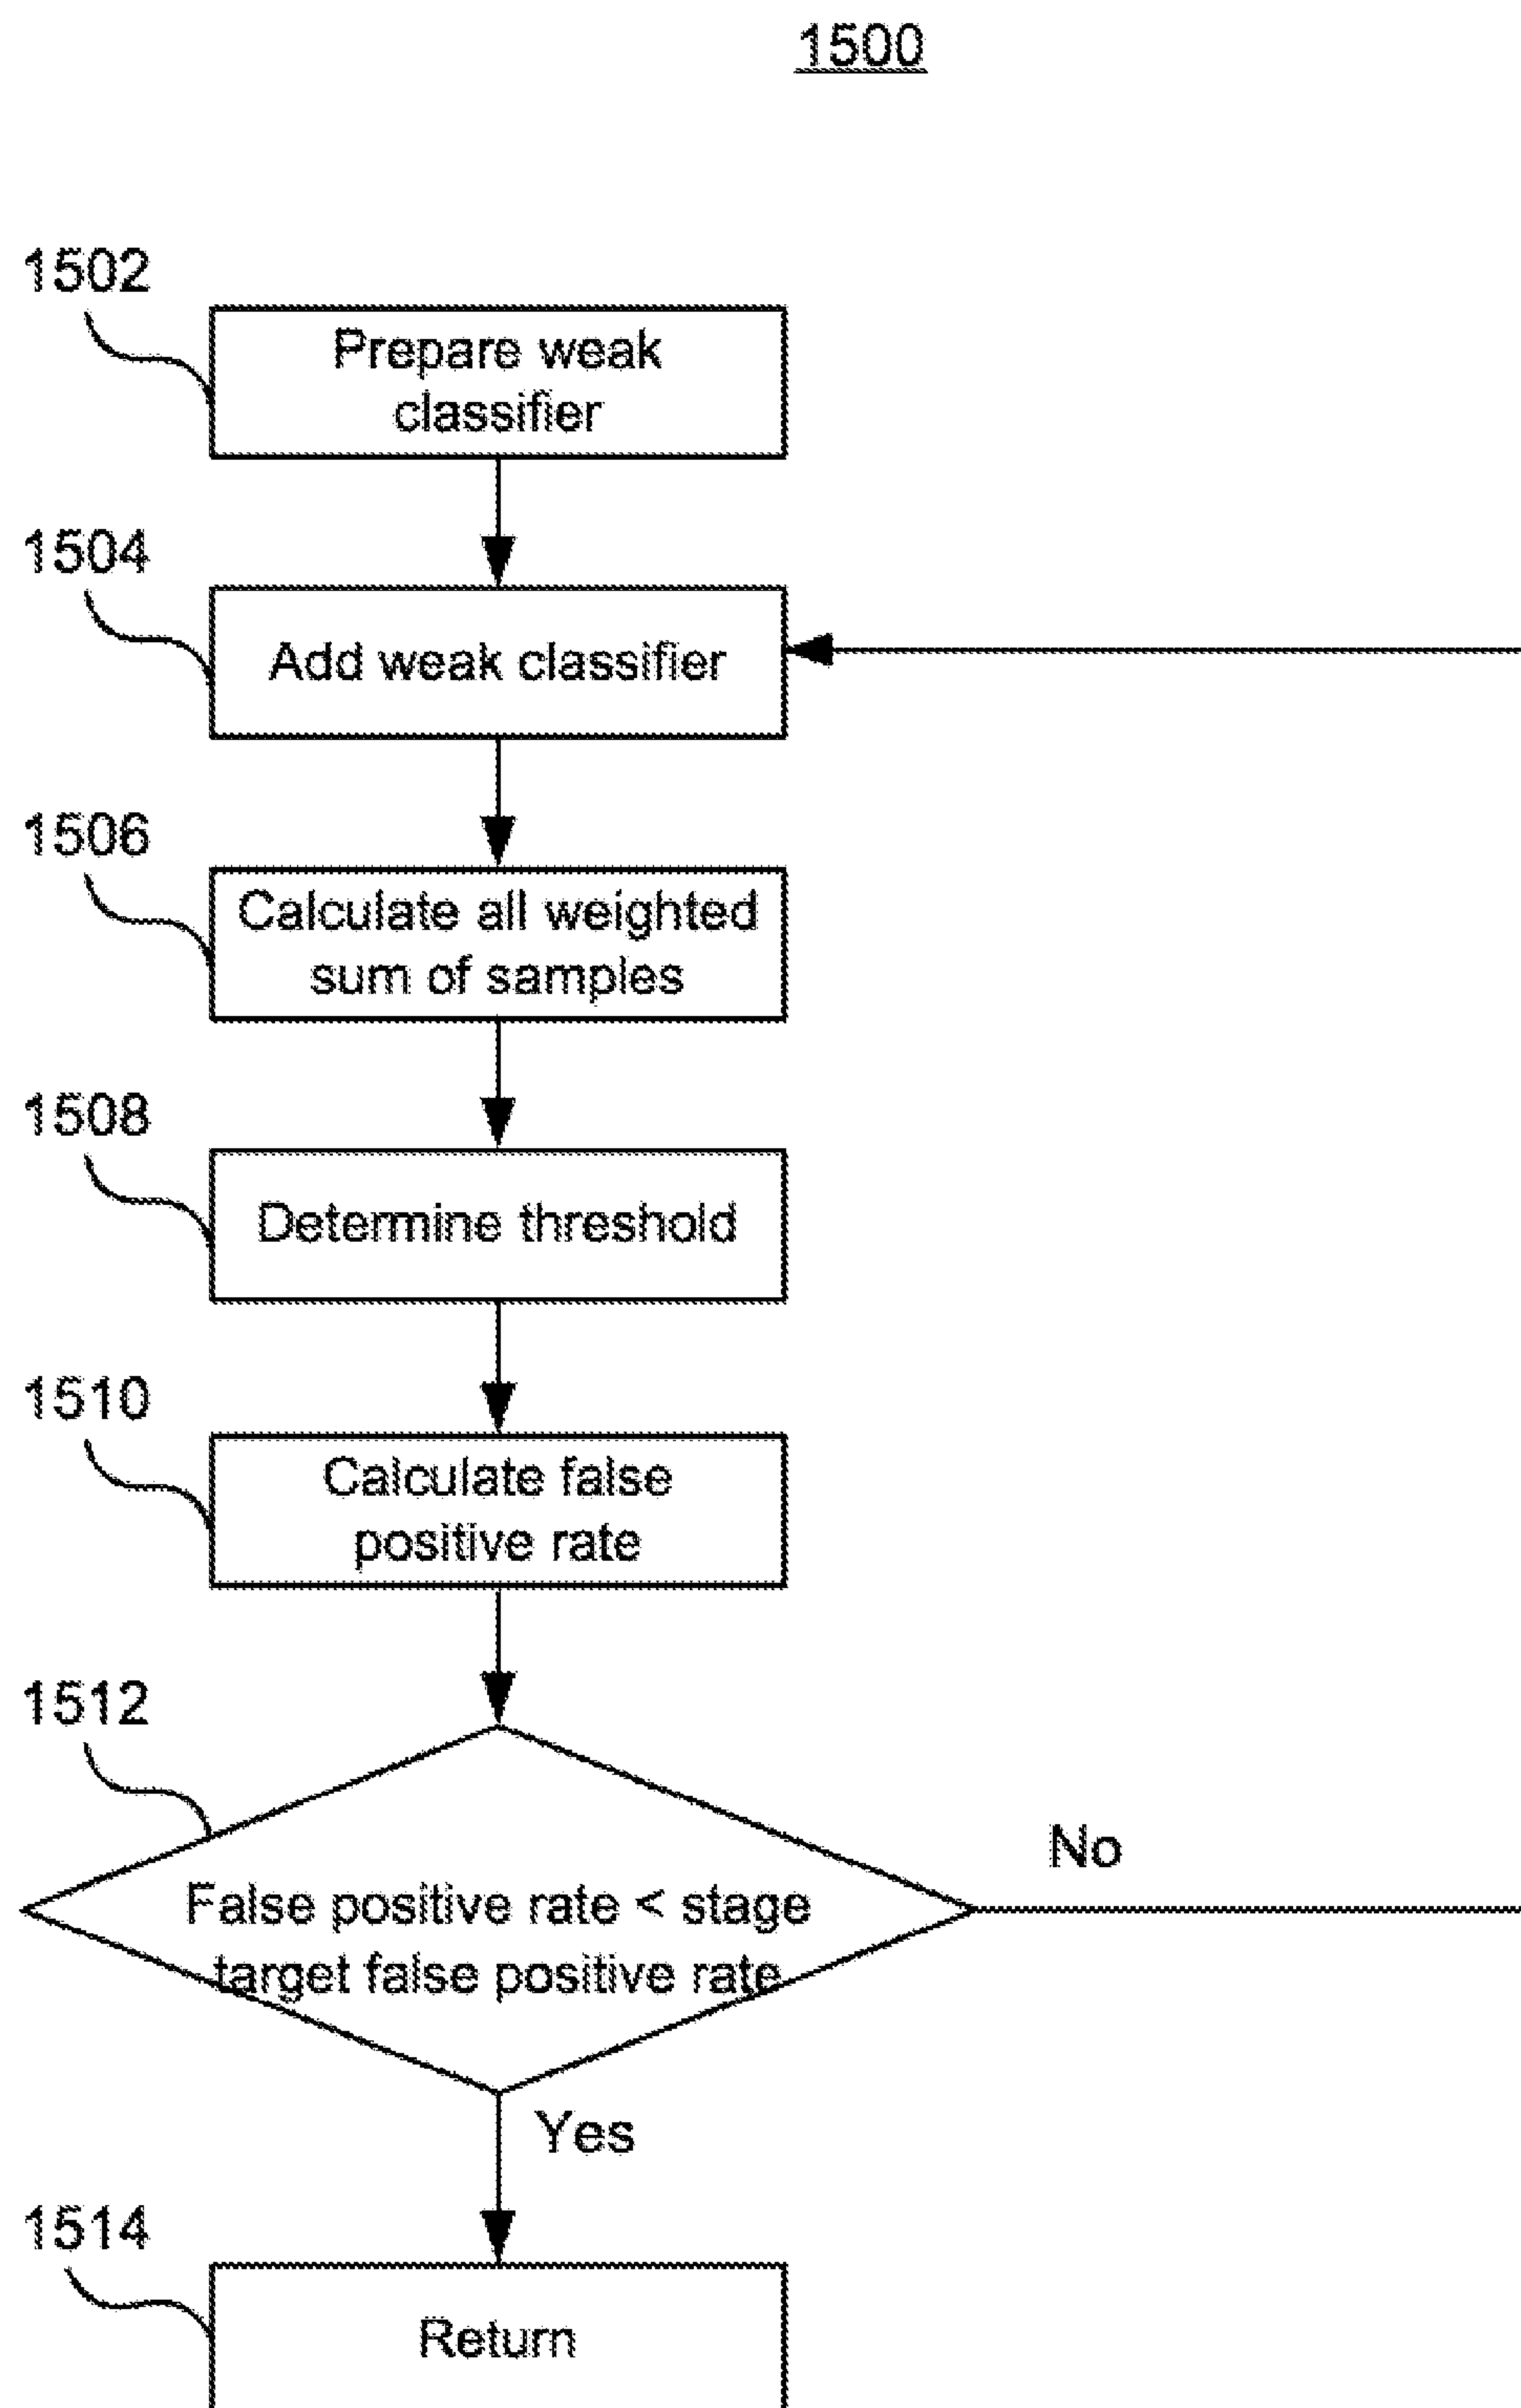 1500
1502
Prepare weak
classifier
1504
Add weak classifier
1506
Calculate all weighted
sum of samples
1508
Determine threshold
1510
Calculate false
positive rate
1512
False positive rate < stage
target false positive rate
No
Yes
1514
Return